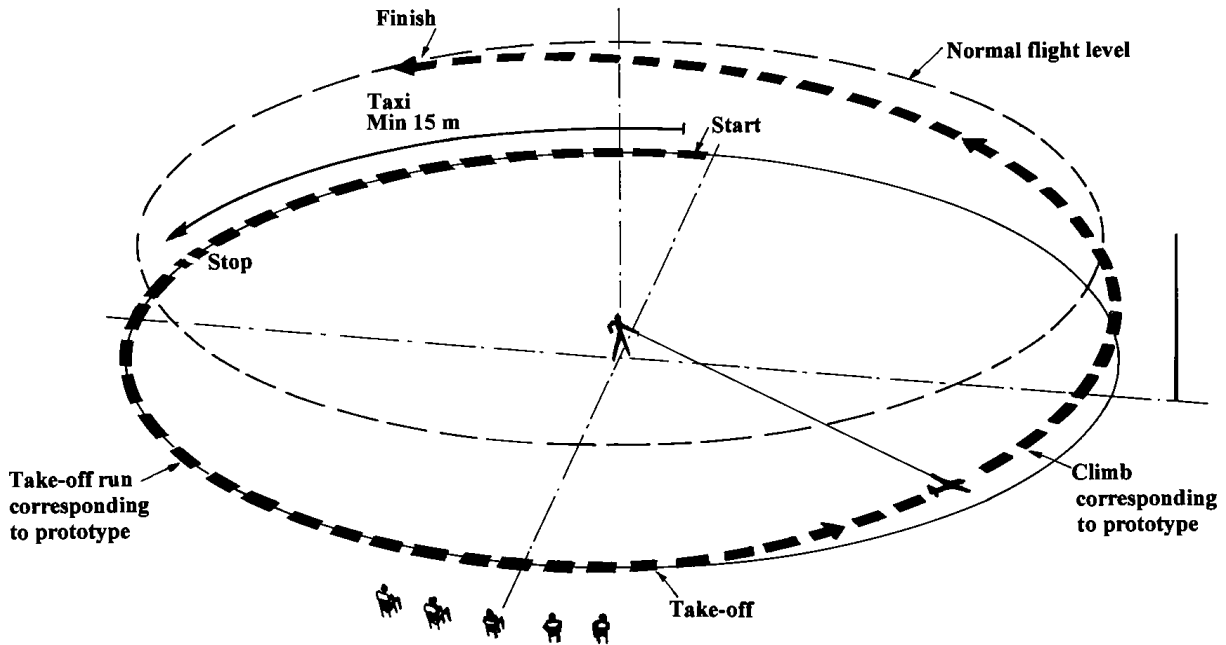 Finish
Normal flight level
Taxi
Min 15 m
Start
Stop
Take-off run
corresponding
to prototype
Climb
corresponding
to prototype
Take-off